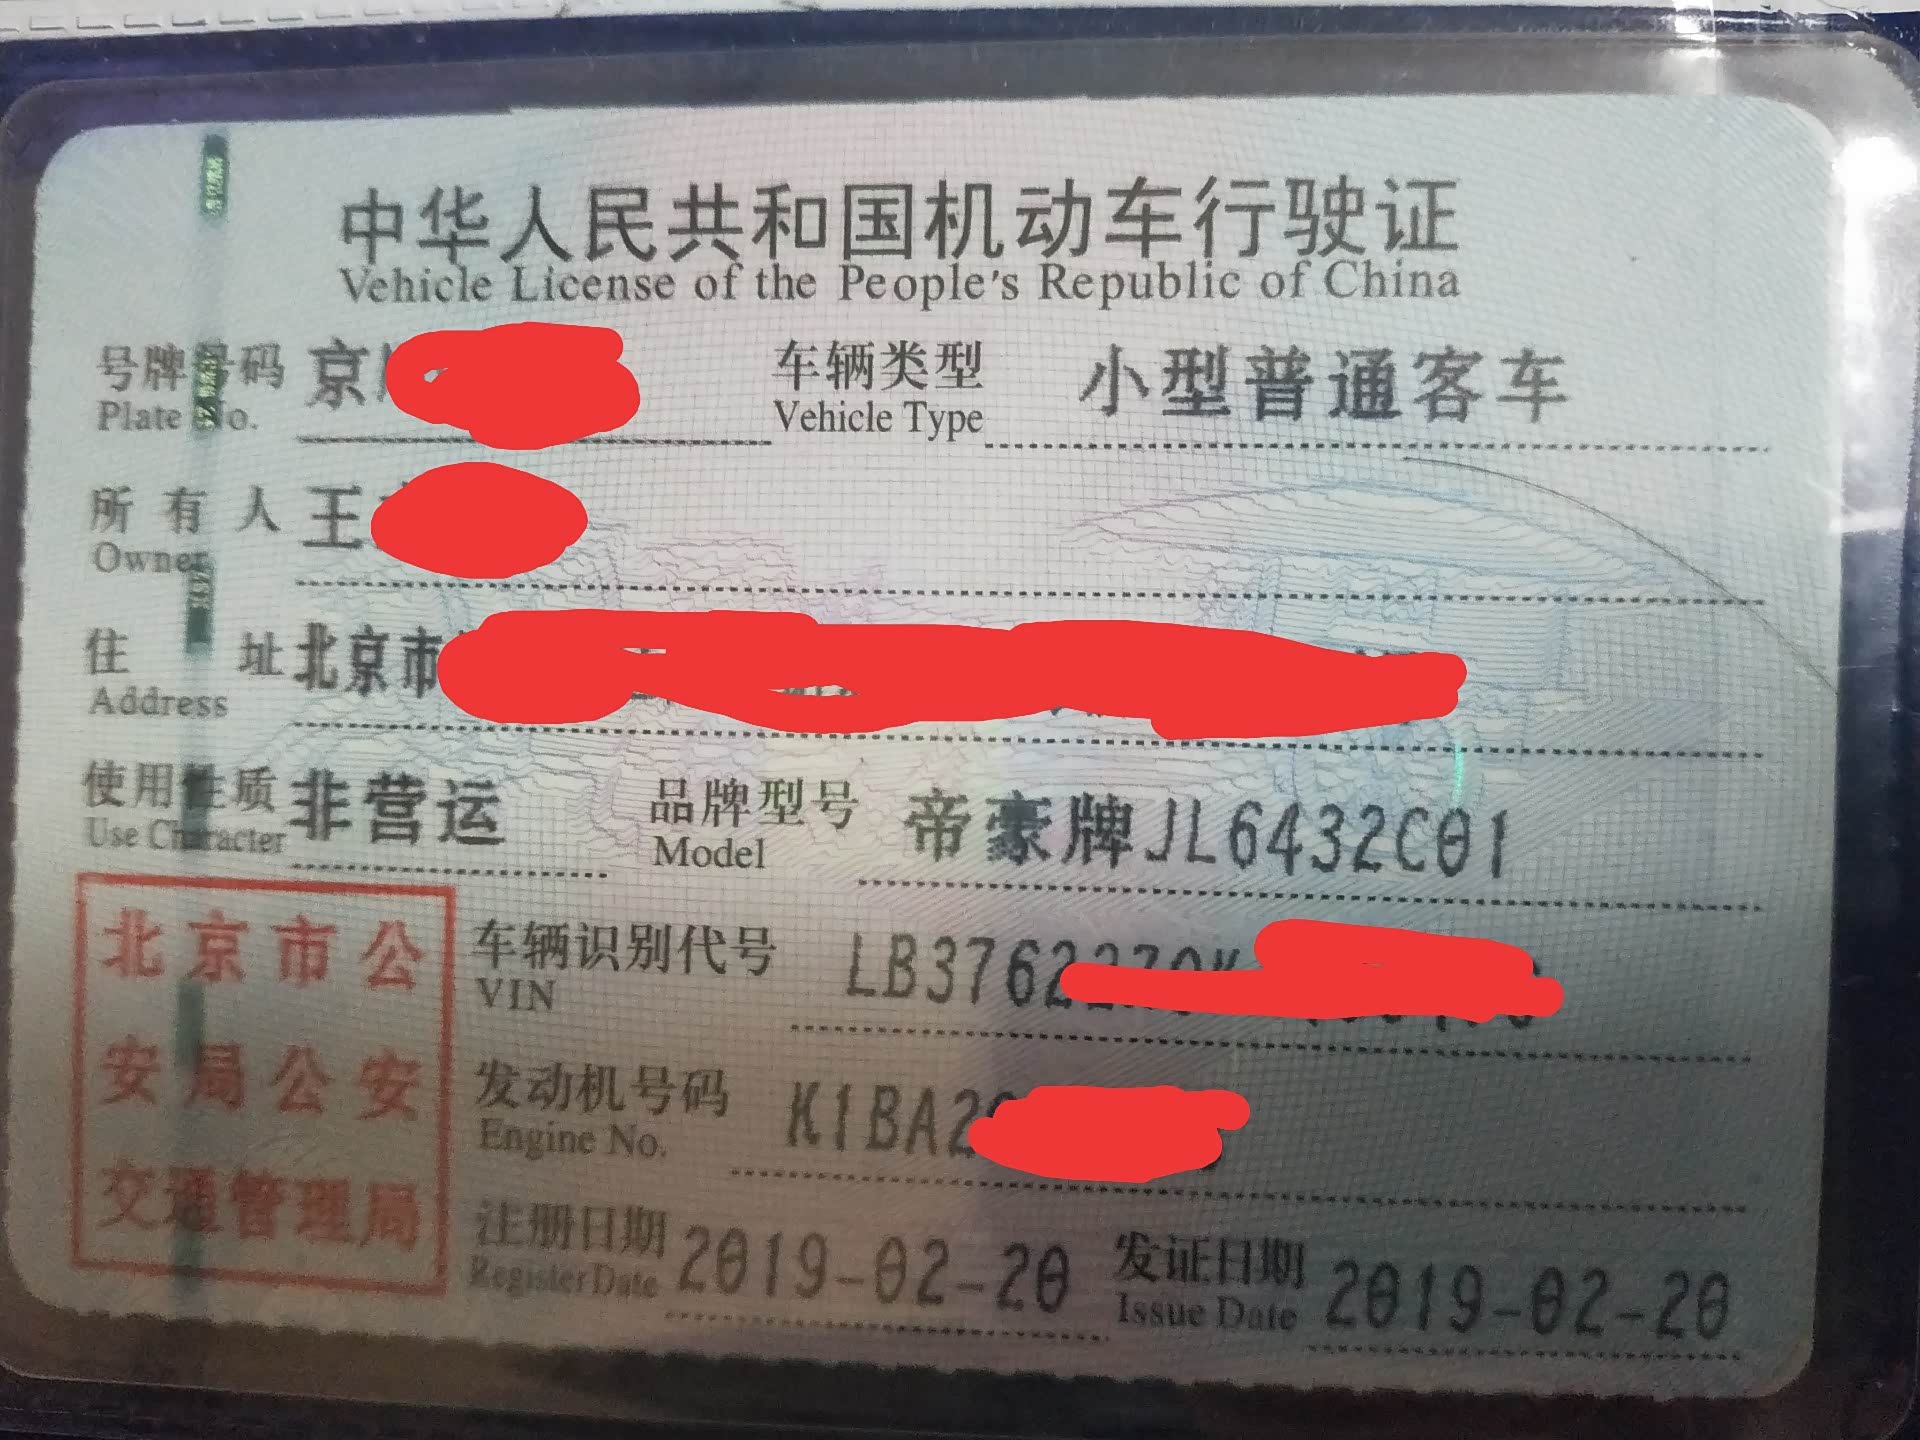 中华人民共和国机动车行驶证
Vehicle License of the People's Republic of China
号牌号码 京 车辆类型 小型普通客车
Plate No. Vehicle Type
所有人 王
Owner
住址 北京市
Address
使用性质 非营运 品牌型号 帝豪牌JL6432C01
Use Character Model
北京市公
安局公安
交通管理局
车辆识别代号 LB3762
VIN
发动机号码 K1BA2
Engine No.
注册日期 2019-02-20 发证日期 2019-02-20
Register Date Issue Date